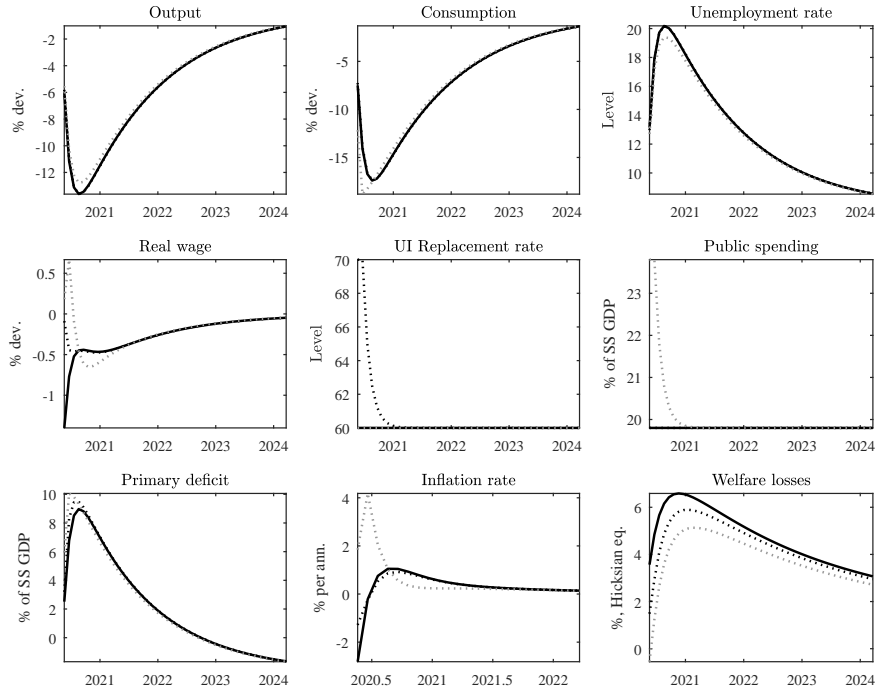 Output
% dev.
-2
-4
-6
-8
-10
-12
2021 2022 2023 2024
Consumption
% dev.
-5
-10
-15
2021 2022 2023 2024
Unemployment rate
Level
20
18
16
14
12
10
2021 2022 2023 2024
Real wage
% dev.
0.5
0
-0.5
-1
2021 2022 2023 2024
UI Replacement rate
Level
70
68
66
64
62
60
2021 2022 2023 2024
Public spending
% of SS GDP
23
22
21
20
2021 2022 2023 2024
Primary deficit
% of SS GDP
10
8
6
4
2
0
2021 2022 2023 2024
Inflation rate
% per ann.
4
2
0
-2
2020.5 2021 2021.5 2022
Welfare losses
%, Hicksian eq.
6
4
2
0
2021 2022 2023 2024